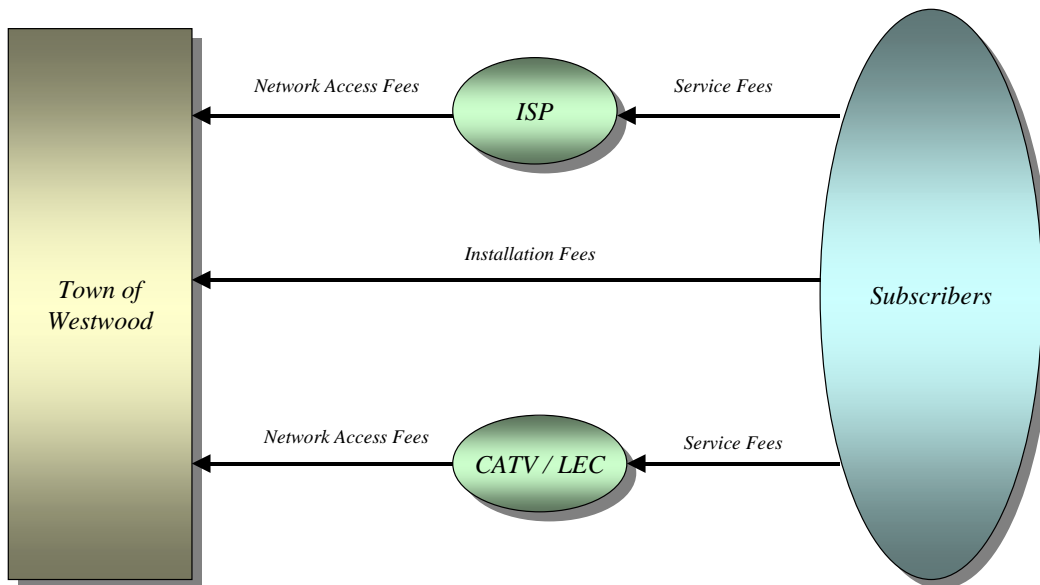 Network Access Fees
Service Fees
ISP
Installation Fees
Town of
Westwood
Subscribers
Network Access Fees
Service Fees
CATV / LEC